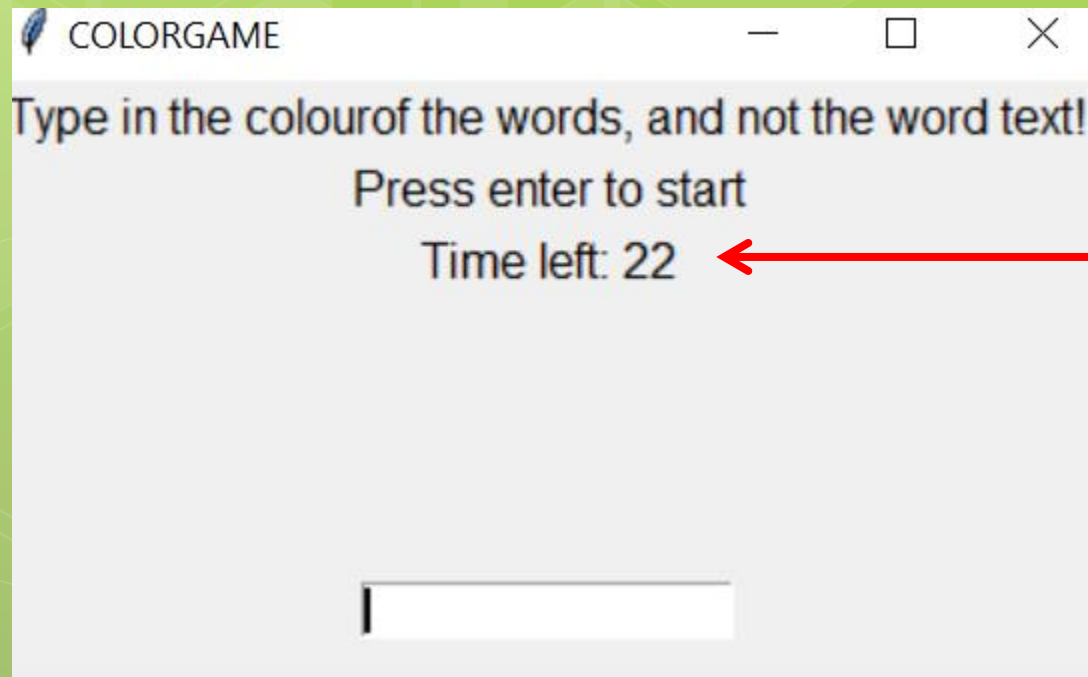 COLORGAME
Type in the colourof the words, and not the word text!
Press enter to start
Time left: 22